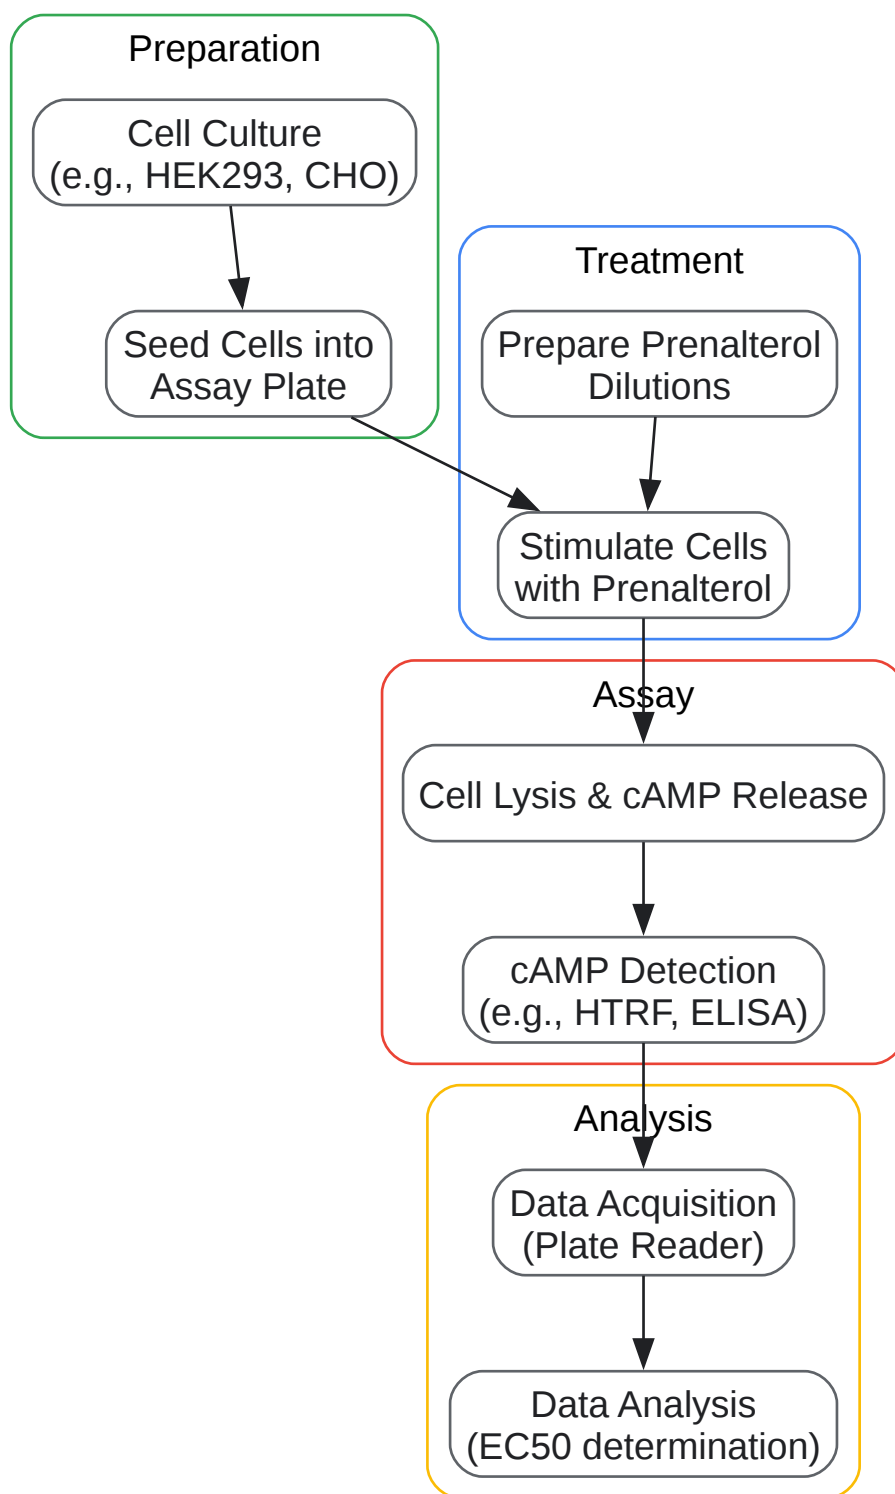 Preparation
Cell Culture
(e.g., HEK293, CHO)
Seed Cells into
Assay Plate
Treatment
Prepare Prenalterol
Dilutions
Stimulate Cells
with Prenalterol
Assay
Cell Lysis & cAMP Release
cAMP Detection
(e.g., HTRF, ELISA)
Analysis
Data Acquisition
(Plate Reader)
Data Analysis
(EC50 determination)